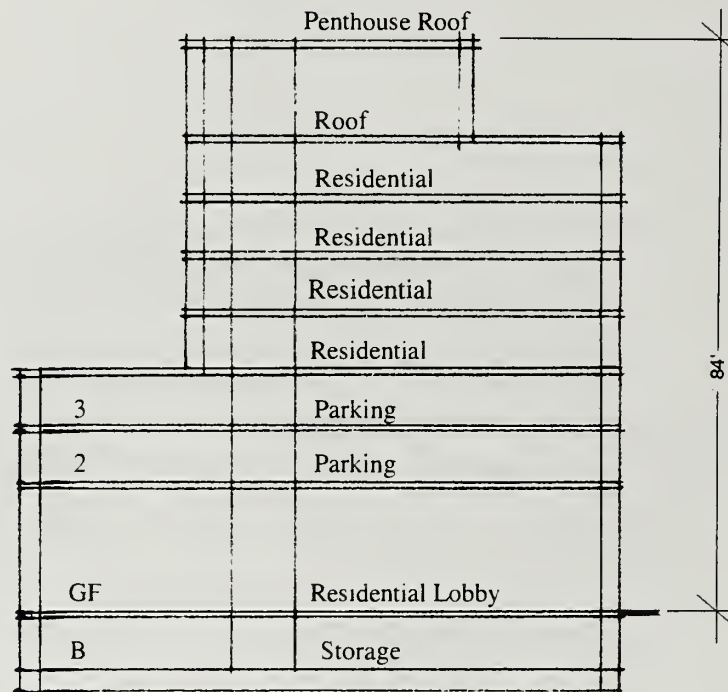 Penthouse Roof
Roof
Residential
Residential
Residential
Residential
84'
3 Parking
2 Parking
GF Residential Lobby
B Storage